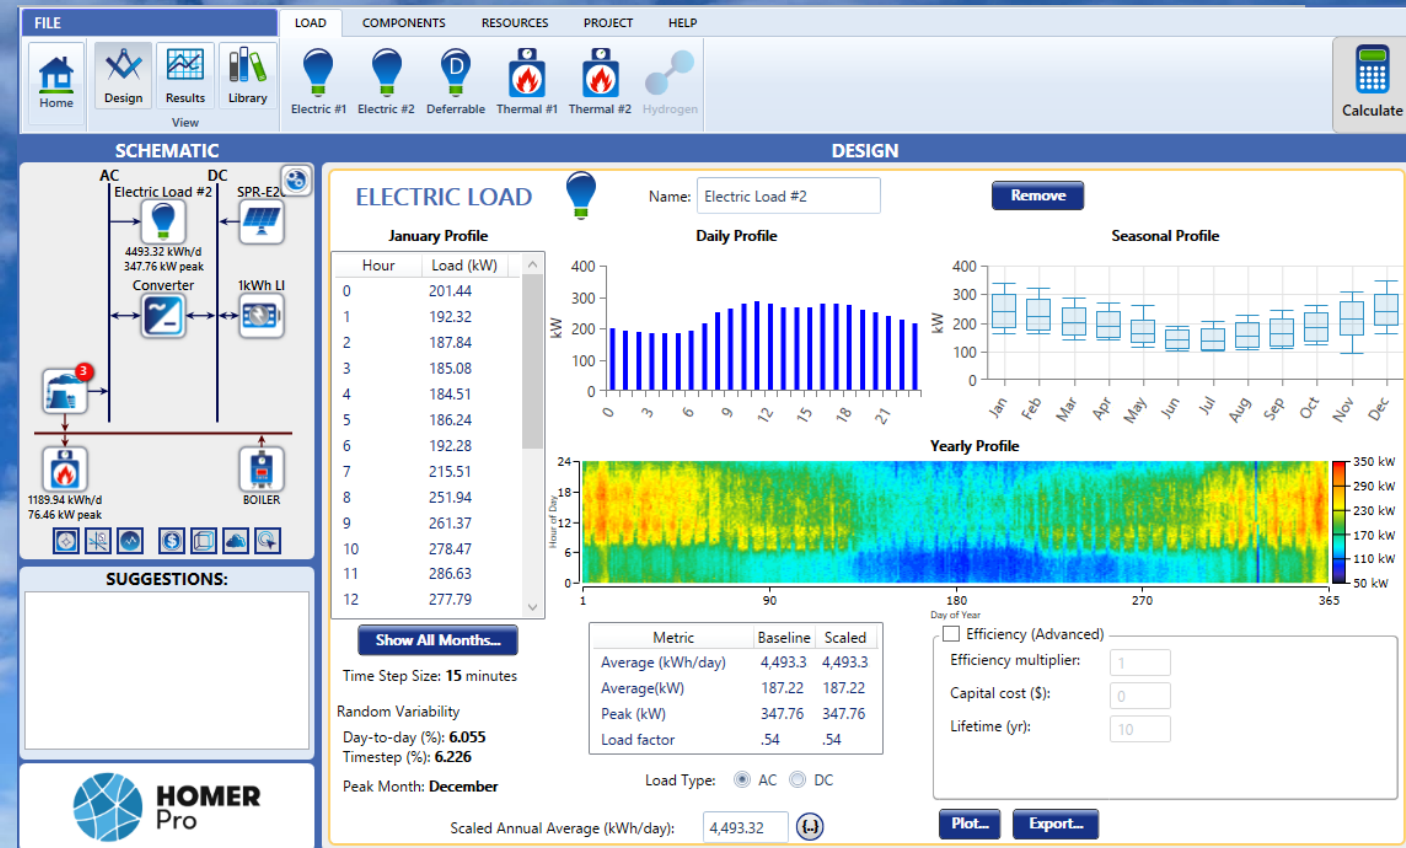 FILE
LOAD COMPONENTS RESOURCES PROJECT HELP
Home
Design Results Library
View
Electric #1 Electric #2 Deferrable Thermal #1 Thermal #2 Hydrogen
D
Calculate
SCHEMATIC
AC DC
Electric Load #2 SPR-E20
4493.32 kWh/d
347.76 kW peak
Converter 1kWh LI
3
1189.94 kWh/d
76.46 kW peak
BOILER
SUGGESTIONS:
HOMER
Pro
DESIGN
ELECTRIC LOAD
Name: Electric Load #2
Remove
January Profile
Hour Load (kW)
0 201.44
1 192.32
2 187.84
3 185.08
4 184.51
5 186.24
6 192.28
7 215.51
8 251.94
9 261.37
10 278.47
11 286.63
12 277.79
Show All Months...
Time Step Size: 15 minutes
Random Variability
Day-to-day (%): 6.055
Timestep (%): 6.226
Peak Month: December
Daily Profile
kW
400
300
200
100
0
0 3 6 9 12 15 18 21
Seasonal Profile
kW
400
300
200
100
0
Jan Feb Mar Apr May Jun Jul Aug Sep Oct Nov Dec
Yearly Profile
Hour of Day
24
18
12
6
0
1 90 180 270 365
Day of Year
350 kW
290 kW
230 kW
170 kW
110 kW
50 kW
Metric Baseline Scaled
Average (kWh/day) 4,493.3 4,493.3
Average(kW) 187.22 187.22
Peak (kW) 347.76 347.76
Load factor .54 .54
Load Type: AC DC
Scaled Annual Average (kWh/day): 4,493.32 {..}
Efficiency (Advanced)
Efficiency multiplier: 1
Capital cost ($): 0
Lifetime (yr): 10
Plot... Export...